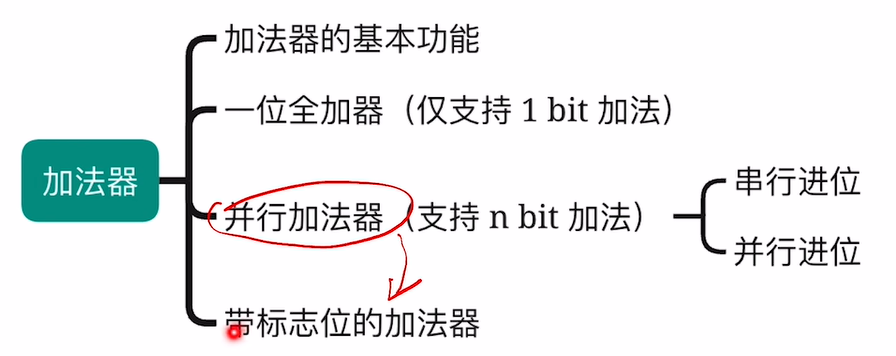 加法器
加法器的基本功能
一位全加器（仅支持 1 bit 加法）
并行加法器（支持 n bit 加法）
串行进位
并行进位
带标志位的加法器